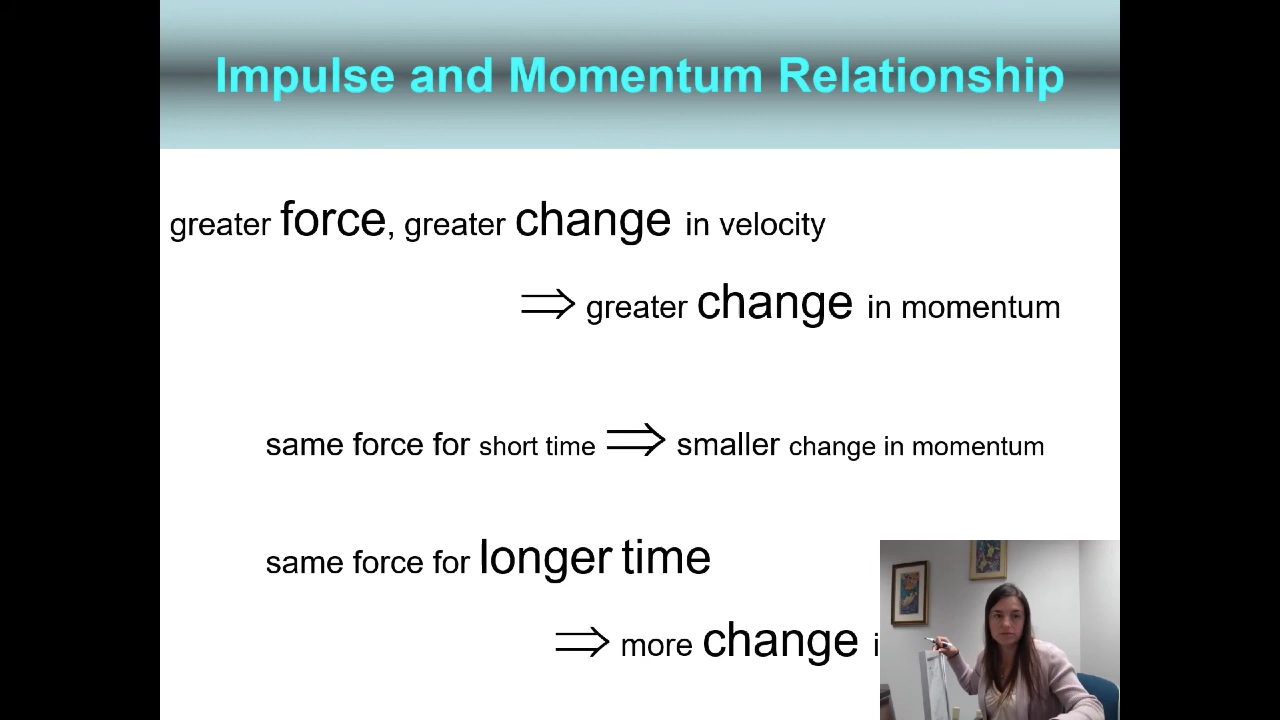 Impulse and Momentum Relationship
greater force, greater change in velocity
⇒ greater change in momentum
same force for short time ⇒ smaller change in momentum
same force for longer time
⇒ more change i